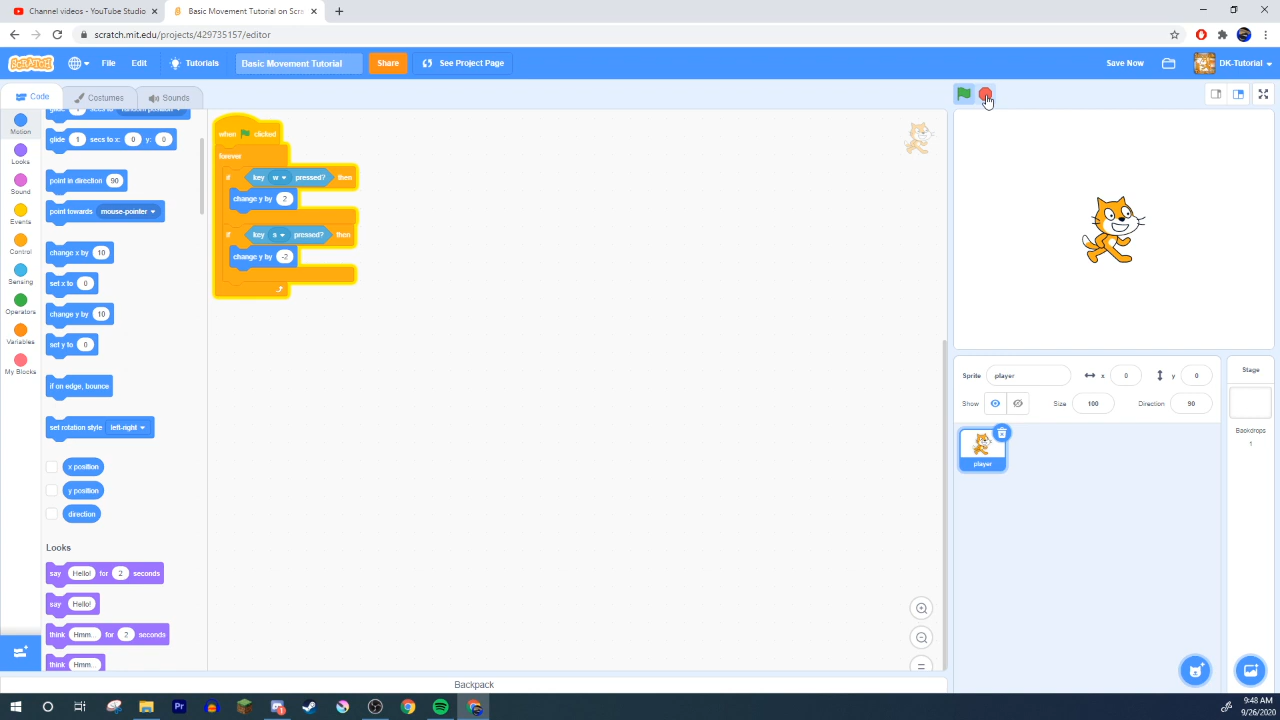 Channel videos - YouTube Studio
Basic Movement Tutorial on Scra
scratch.mit.edu/projects/429735157/editor
SCRATCH
File
Edit
Tutorials
Basic Movement Tutorial
Share
See Project Page
Save Now
DK-Tutorial
Code
Costumes
Sounds
Motion
Looks
Sound
Events
Control
Sensing
Operators
Variables
My Blocks
glide 1 secs to x: 0 y: 0
point in direction 90
point towards mouse-pointer
change x by 10
set x to 0
change y by 10
set y to 0
if on edge, bounce
set rotation style left-right
x position
y position
direction
Looks
say Hello! for 2 seconds
say Hello!
think Hmm... for 2 seconds
think Hmm...
when clicked
forever
if key w pressed? then
change y by 2
if key s pressed? then
change y by -2
Sprite player x 0 y 0
Show Size 100 Direction 90
player
Stage
Backdrops
1
Backpack
9:48 AM
9/26/2020